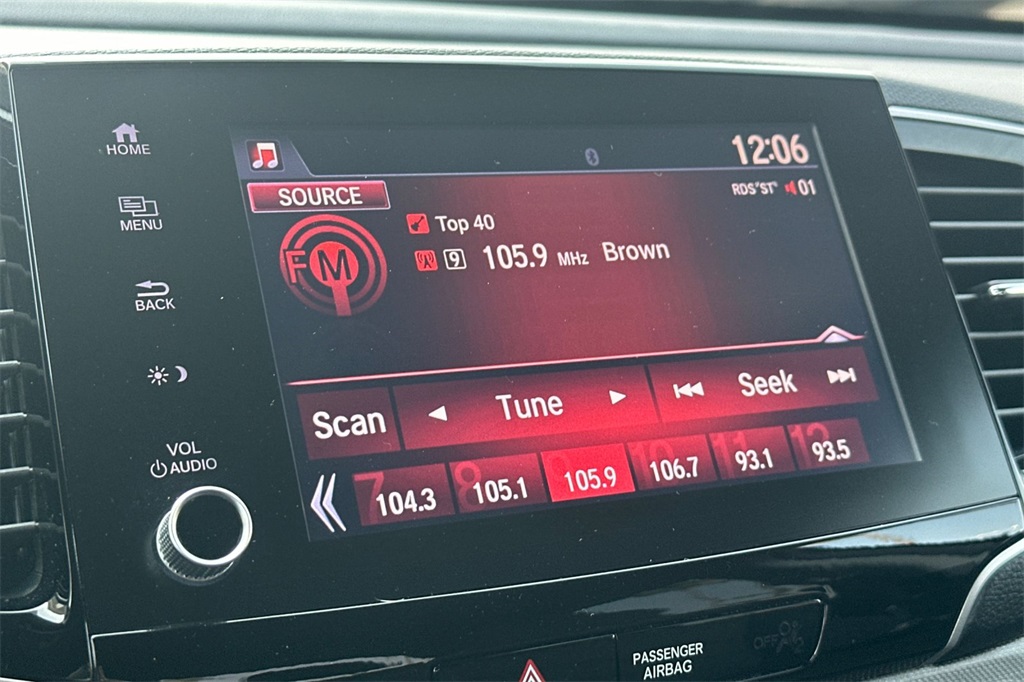 HOME
MENU
BACK
VOL
AUDIO
12:06
SOURCE
RDS ST 01
FM
Top 40
9 105.9 MHz Brown
Scan Tune Seek
7 104.3
8 105.1
105.9
10 106.7
11 93.1
12 93.5
PASSENGER
AIRBAG
OFF